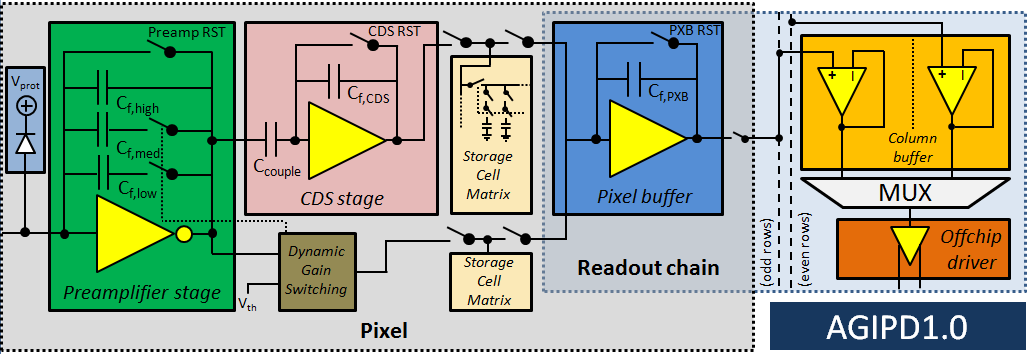 Vprot
Preamp RST
Cf,high
Cf,med
Cf,low
Preamplifier stage
CDS RST
Cf,CDS
Ccouple
CDS stage
Dynamic
Gain
Switching
Vth
Storage
Cell
Matrix
Storage
Cell
Matrix
PXB RST
Cf,PXB
Pixel buffer
Readout chain
Pixel
(odd rows)
(even rows)
+
-
+
-
Column
buffer
MUX
Offchip
driver
AGIPD1.0